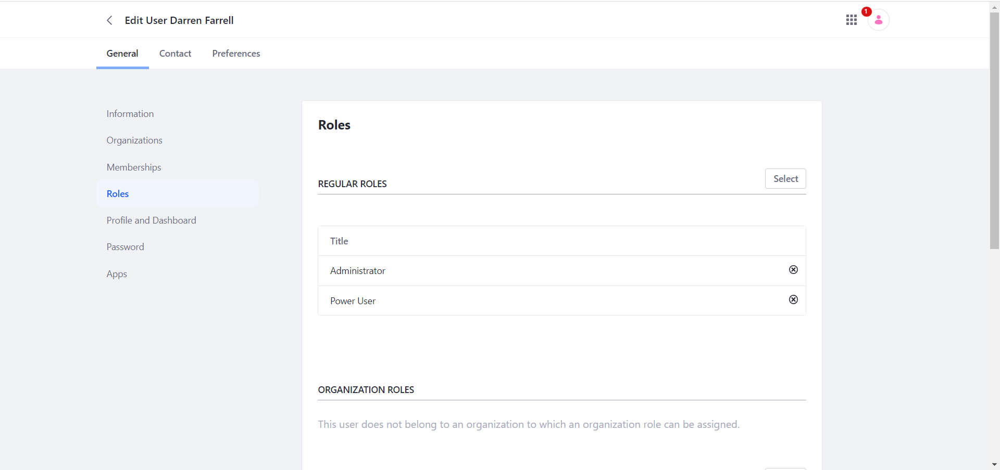 Edit User Darren Farrell
1
General Contact Preferences
Information
Organizations
Memberships
Roles
Profile and Dashboard
Password
Apps
Roles
REGULAR ROLES
Select
Title
Administrator
Power User
ORGANIZATION ROLES
This user does not belong to an organization to which an organization role can be assigned.